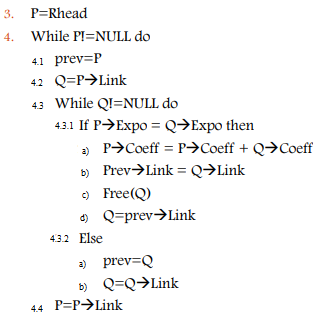 3. P=Rhead
4. While P!=NULL do
4.1 prev=P
4.2 Q=P→Link
4.3 While Q!=NULL do
4.3.1 If P→Expo = Q→Expo then
a) P→Coeff = P→Coeff + Q→Coeff
b) Prev→Link = Q→Link
c) Free(Q)
d) Q=prev→Link
4.3.2 Else
a) prev=Q
b) Q=Q→Link
4.4 P=P→Link